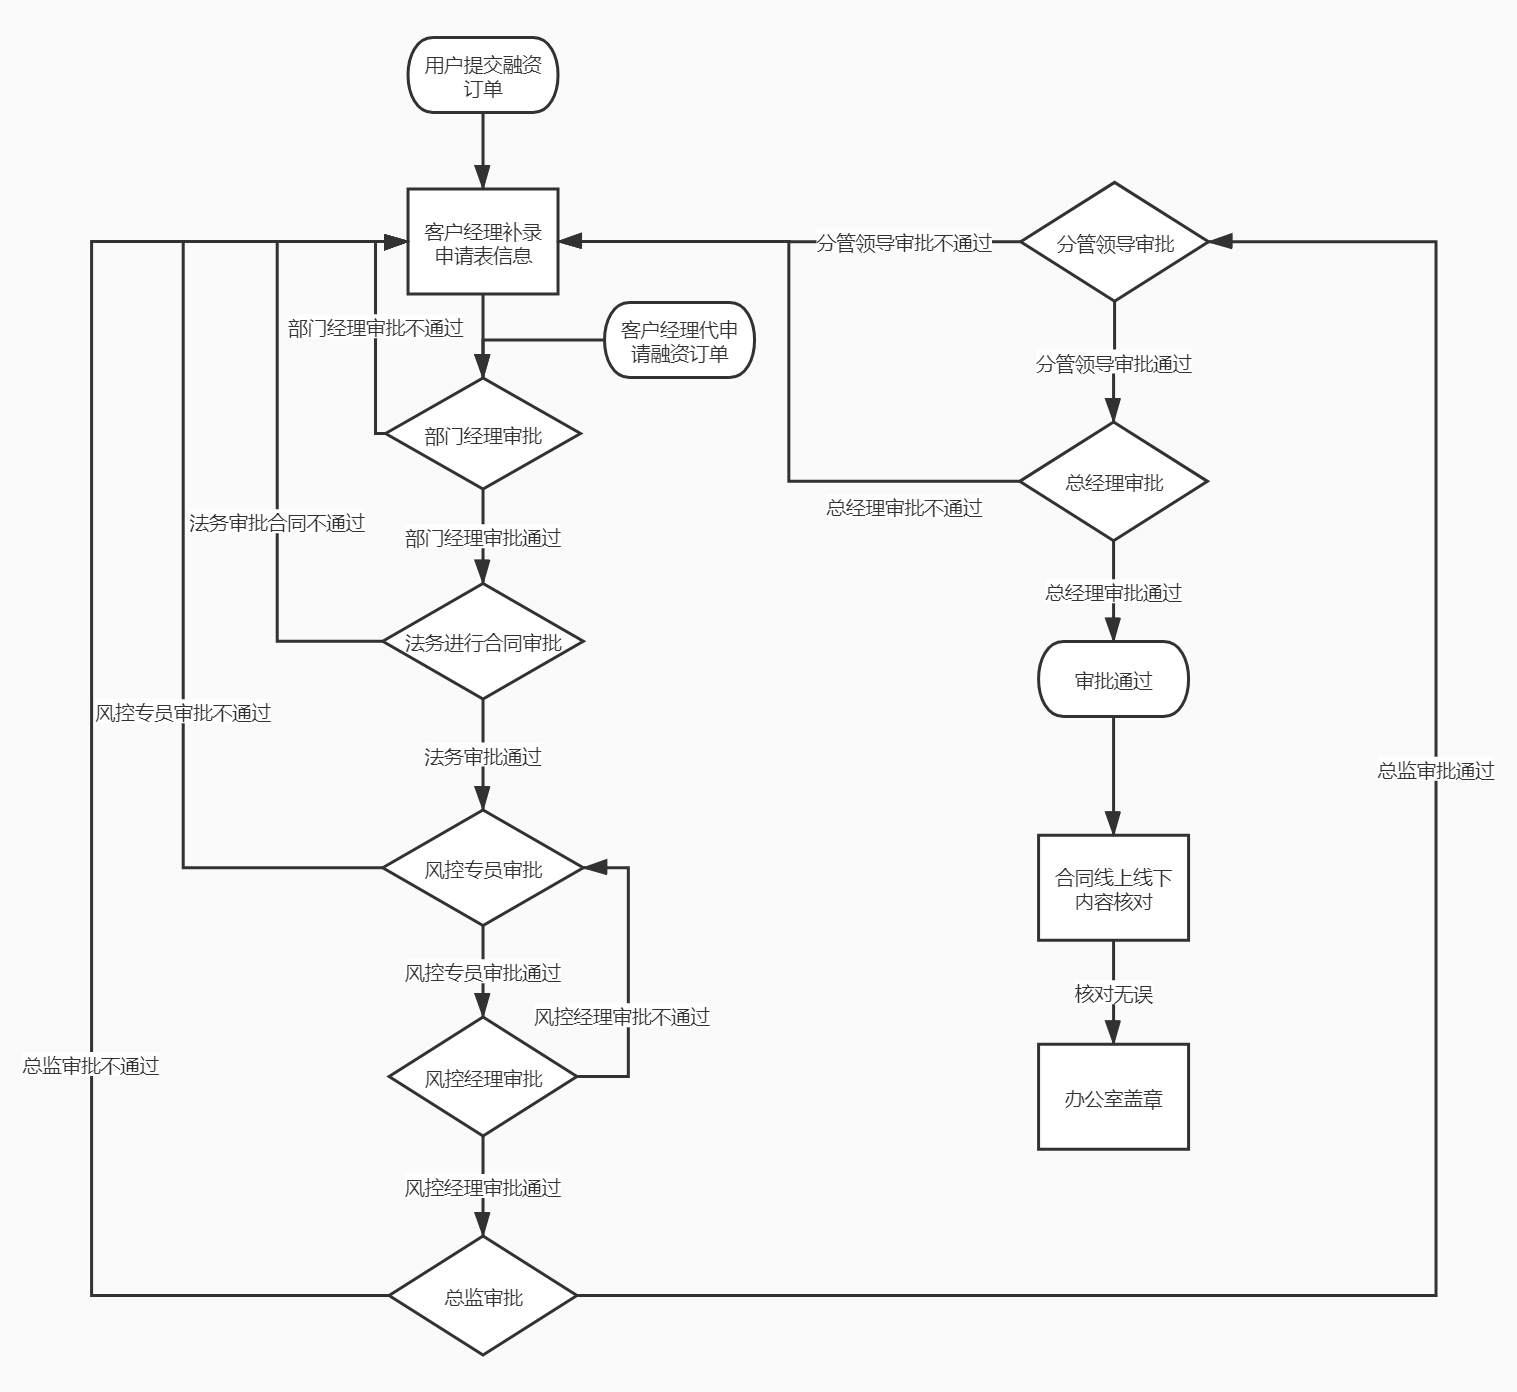 用户提交融资
订单
客户经理补录
申请表信息
分管领导审批不通过
分管领导审批
部门经理审批不通过
客户经理代申
请融资订单
分管领导审批通过
部门经理审批
总经理审批
总经理审批不通过
法务审批合同不通过
部门经理审批通过
总经理审批通过
法务进行合同审批
审批通过
风控专员审批不通过
法务审批通过
总监审批通过
风控专员审批
合同线上线下
内容核对
风控专员审批通过
核对无误
风控经理审批不通过
总监审批不通过
风控经理审批
办公室盖章
风控经理审批通过
总监审批